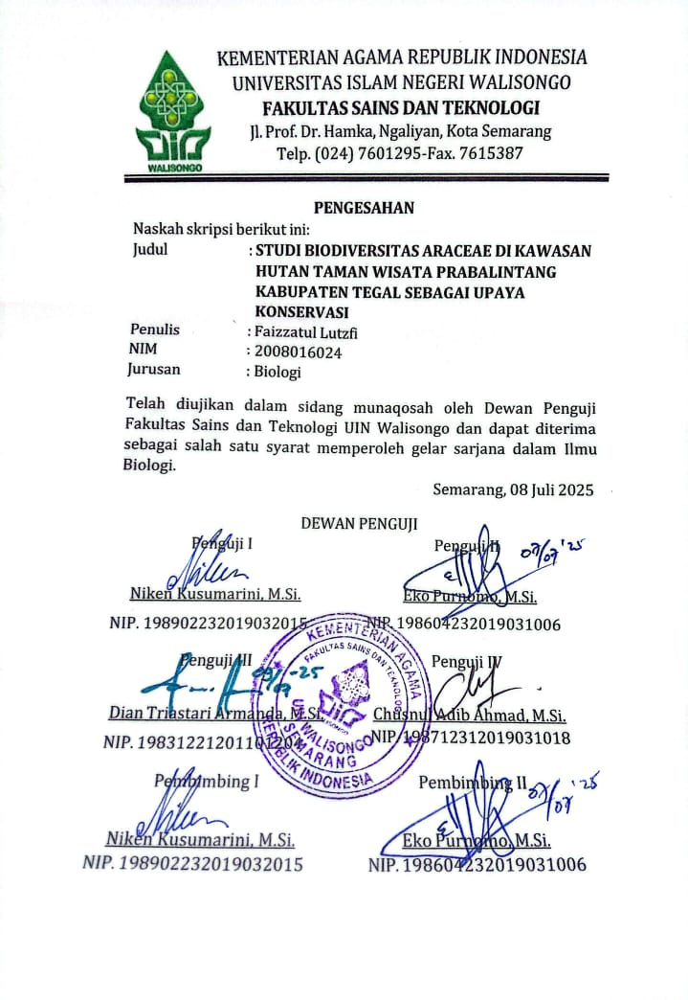 KEMENTERIAN AGAMA REPUBLIK INDONESIA
UNIVERSITAS ISLAM NEGERI WALISONGO
FAKULTAS SAINS DAN TEKNOLOGI
Jl. Prof. Dr. Hamka, Ngaliyan, Kota Semarang
Telp. (024) 7601295-Fax. 7615387
WALISONGO
PENGESAHAN
Naskah skripsi berikut ini:
Judul : STUDI BIODIVERSITAS ARACEAE DI KAWASAN
HUTAN TAMAN WISATA PRABALINTANG
KABUPATEN TEGAL SEBAGAI UPAYA
KONSERVASI
Penulis : Faizzatul Lutzfi
NIM : 2008016024
Jurusan : Biologi
Telah diujikan dalam sidang munaqosah oleh Dewan Penguji
Fakultas Sains dan Teknologi UIN Walisongo dan dapat diterima
sebagai salah satu syarat memperoleh gelar sarjana dalam Ilmu
Biologi.
Semarang, 08 Juli 2025
DEWAN PENGUJI
Penguji I Penguji II
07/07 '25
Niken Kusumarini, M.Si. Eko Purnomo, M.Si.
NIP. 198902232019032015 NIP. 198604232019031006
KEMENTERIAN AGAMA
FAKULTAS SAINS DAN TEKNOLOGI
UIN WALISONGO
SEMARANG
REPUBLIK INDONESIA
Penguji III Penguji IV
Dian Triastari Armanda, M.Si. Chusnul Adib Ahmad, M.Si.
NIP. 19831221201101204 NIP. 198712312019031018
Pembimbing I Pembimbing II
07/07 '25
Niken Kusumarini, M.Si. Eko Purnomo, M.Si.
NIP. 198902232019032015 NIP. 198604232019031006